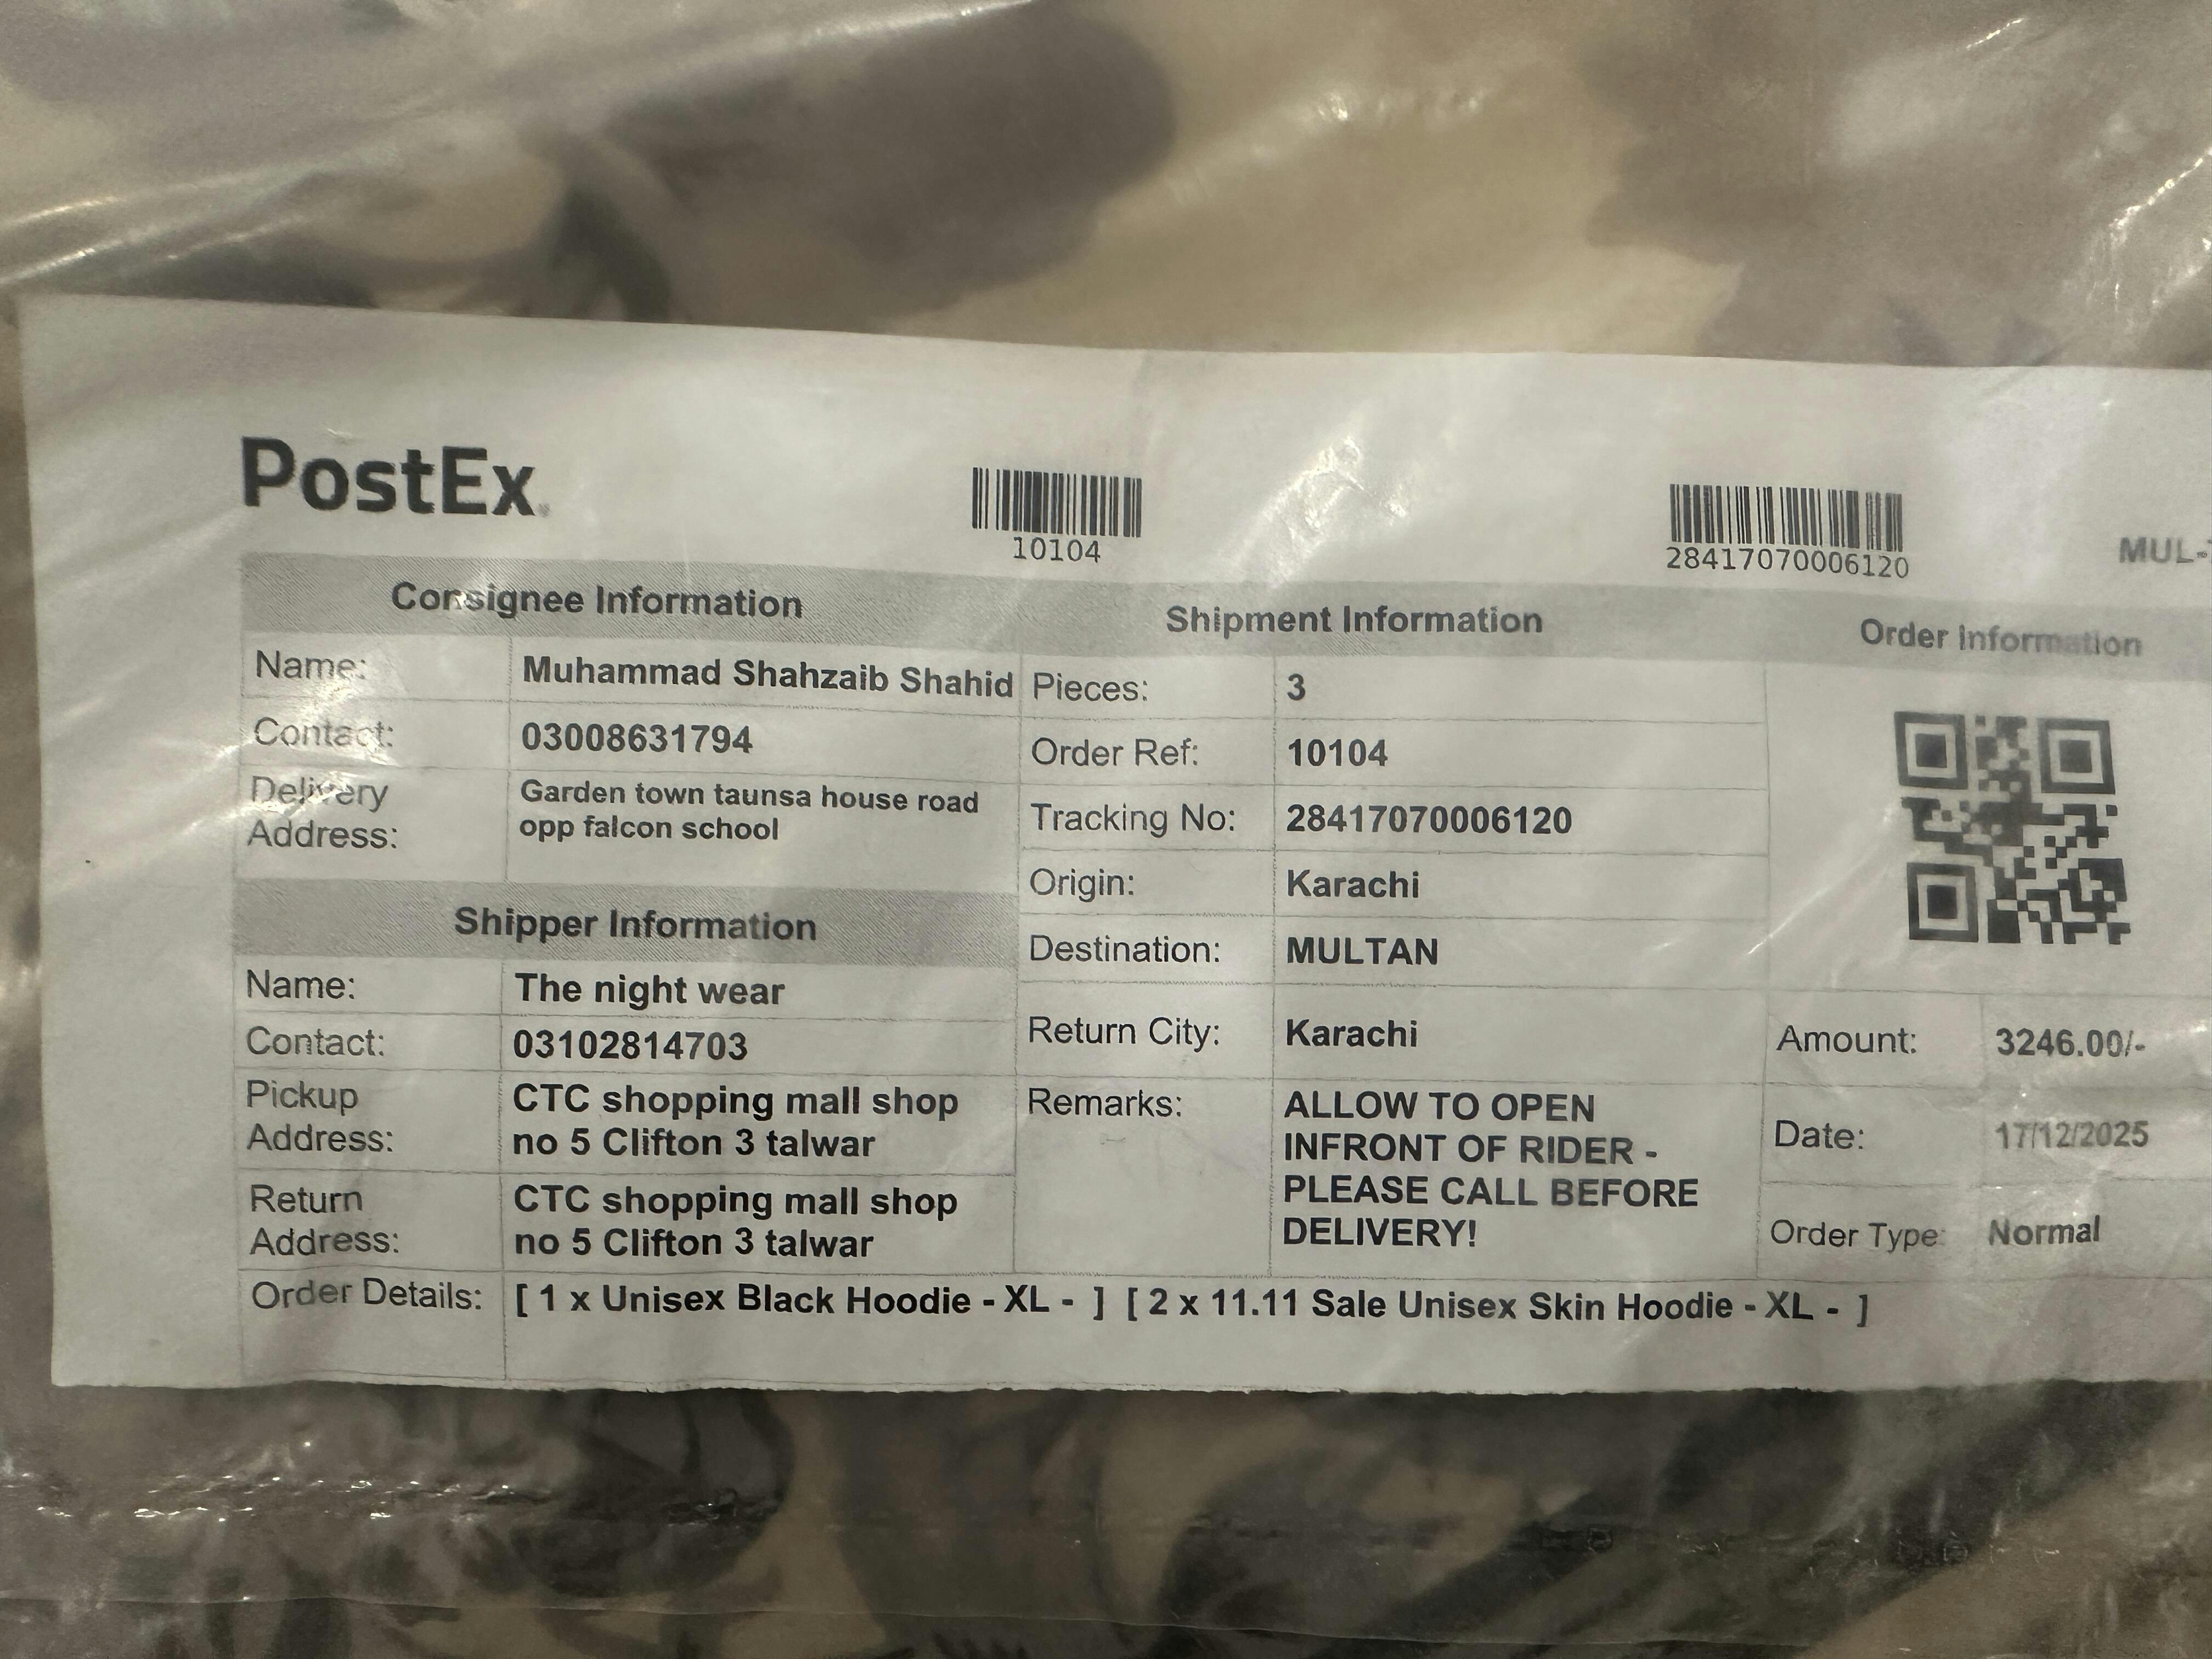 PostEx
10104
28417070006120
MUL-
Consignee Information
Name: Muhammad Shahzaib Shahid
Contact: 03008631794
Delivery Address: Garden town taunsa house road
opp falcon school
Shipper Information
Name: The night wear
Contact: 03102814703
Pickup Address: CTC shopping mall shop
no 5 Clifton 3 talwar
Return Address: CTC shopping mall shop
no 5 Clifton 3 talwar
Shipment Information
Pieces: 3
Order Ref: 10104
Tracking No: 28417070006120
Origin: Karachi
Destination: MULTAN
Return City: Karachi
Remarks: ALLOW TO OPEN
INFRONT OF RIDER -
PLEASE CALL BEFORE
DELIVERY!
Order Information
Amount: 3246.00/-
Date: 17/12/2025
Order Type: Normal
Order Details: [ 1 x Unisex Black Hoodie - XL - ] [ 2 x 11.11 Sale Unisex Skin Hoodie - XL - ]